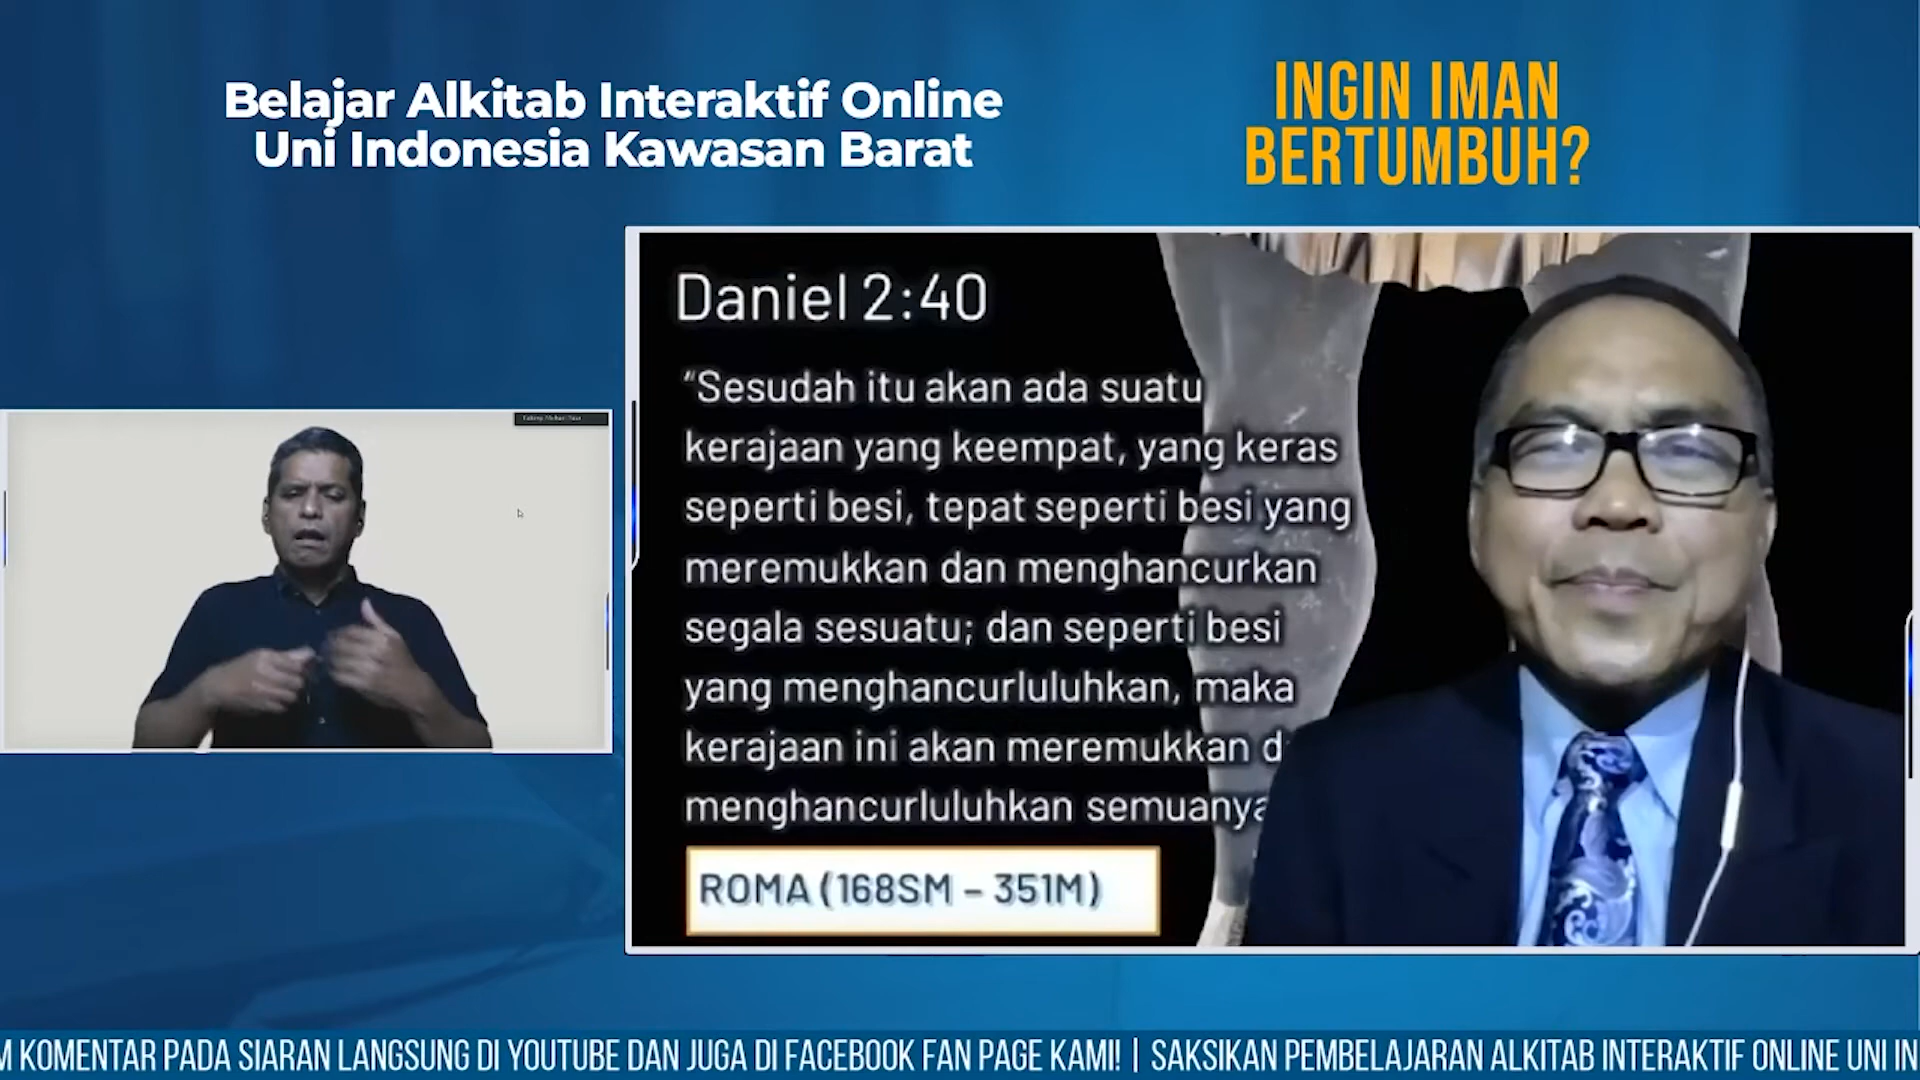 Belajar Alkitab Interaktif Online
Uni Indonesia Kawasan Barat
INGIN IMAN
BERTUMBUH?
Daniel 2:40
“Sesudah itu akan ada suatu
kerajaan yang keempat, yang keras
seperti besi, tepat seperti besi yang
meremukkan dan menghancurkan
segala sesuatu; dan seperti besi
yang menghancurluluhkan, maka
kerajaan ini akan meremukkan d
menghancurluluhkan semuanya
ROMA (168SM – 351M)
M KOMENTAR PADA SIARAN LANGSUNG DI YOUTUBE DAN JUGA DI FACEBOOK FAN PAGE KAMI! | SAKSIKAN PEMBELAJARAN ALKITAB INTERAKTIF ONLINE UNI IN